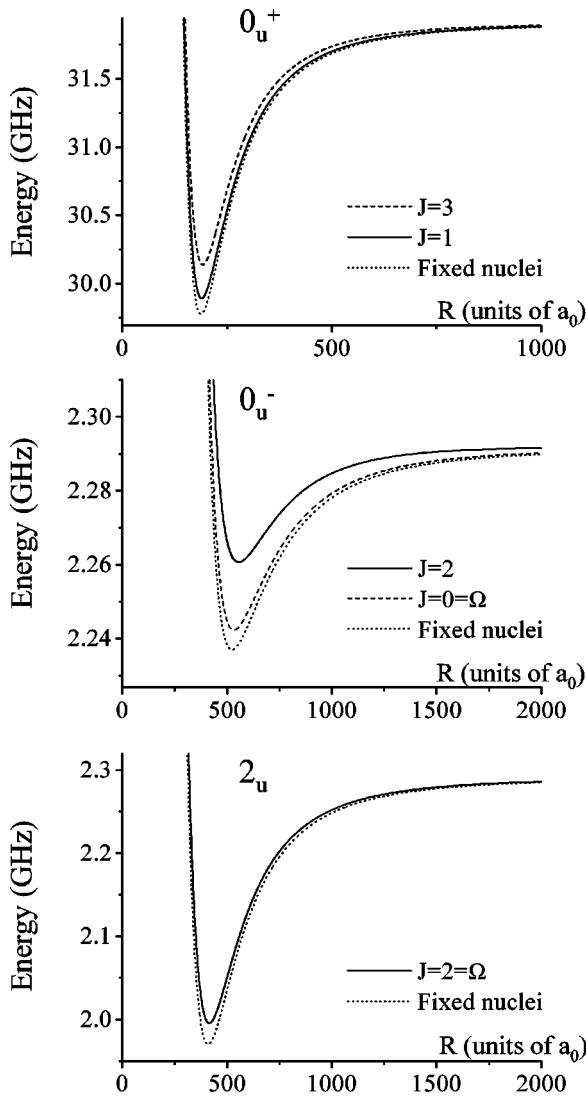 0u+
Energy (GHz)
31.5
31.0
30.5
30.0
J=3
J=1
Fixed nuclei
R (units of a0)
0
500
1000
0u-
Energy (GHz)
2.30
2.28
2.26
2.24
J=2
J=0=Ω
Fixed nuclei
R (units of a0)
0
500
1000
1500
2000
2u
Energy (GHz)
2.3
2.2
2.1
2.0
J=2=Ω
Fixed nuclei
R (units of a0)
0
500
1000
1500
2000